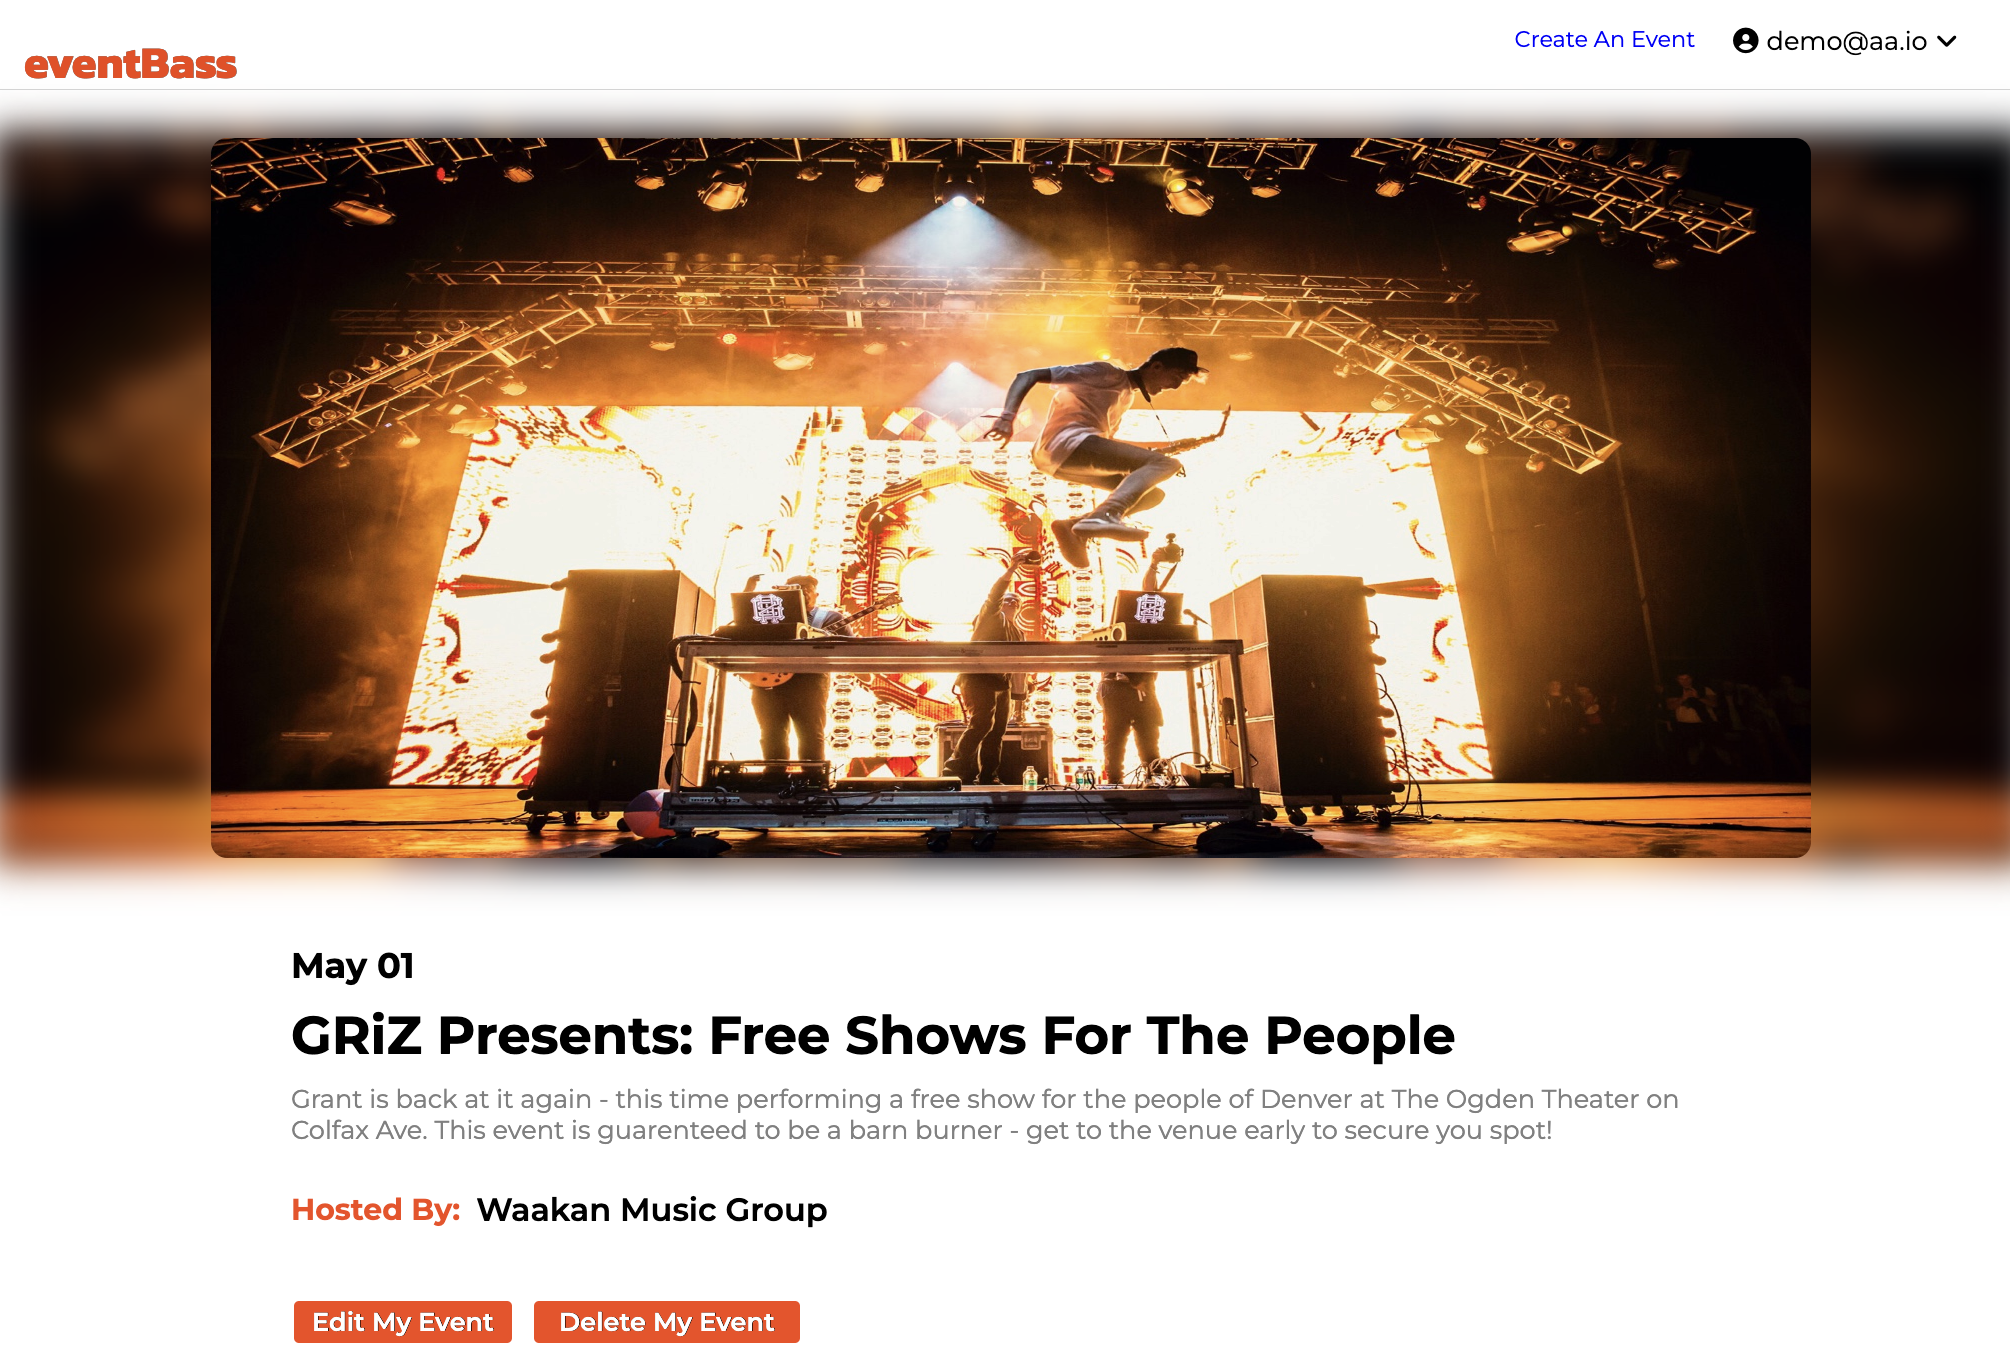 eventBass
Create An Event
demo@aa.io
May 01
GRiZ Presents: Free Shows For The People
Grant is back at it again - this time performing a free show for the people of Denver at The Ogden Theater on
Colfax Ave. This event is guarenteed to be a barn burner - get to the venue early to secure you spot!
Hosted By: Waakan Music Group
Edit My Event
Delete My Event